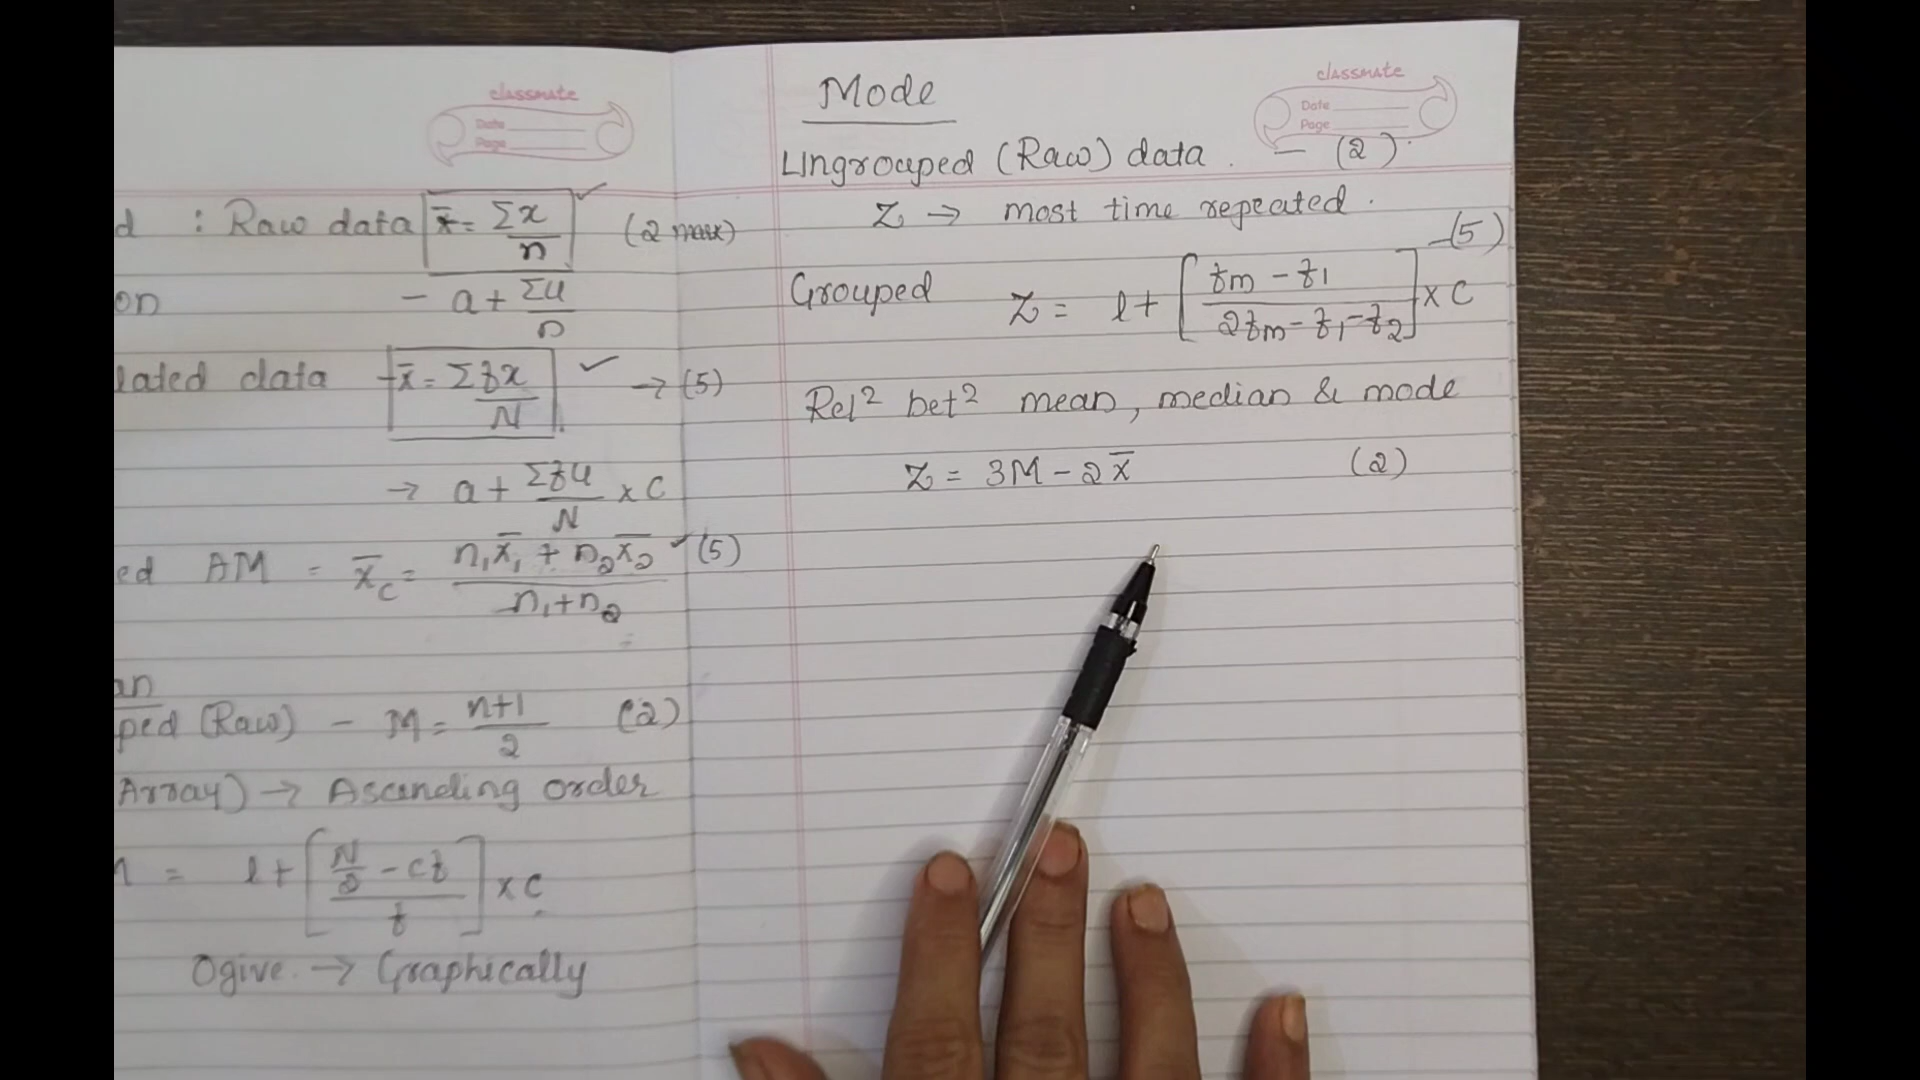 classmate
Date
Page
d : Raw data x̄ = Σx/n (2 max)
on - a + Σu/n
lated data x̄ = Σfx/N → (5)
→ a + Σfu/N × C
ed AM = x̄c = n₁x̄₁ + n₂x̄₂/n₁+n₂ (5)
an
ped (Raw) - M = n+1/2 (2)
Array) → Ascending order
= l + [N/2 - cf/f] × C
Ogive. → Graphically
classmate
Date
Page
Mode
Ungrouped (Raw) data. - (2)
Z → most time repeated.
Grouped Z = l + [fm - f₁/2fm - f₁ - f₂] × C - (5)
Rel² bet² mean, median & mode
Z = 3M - 2x̄ (2)